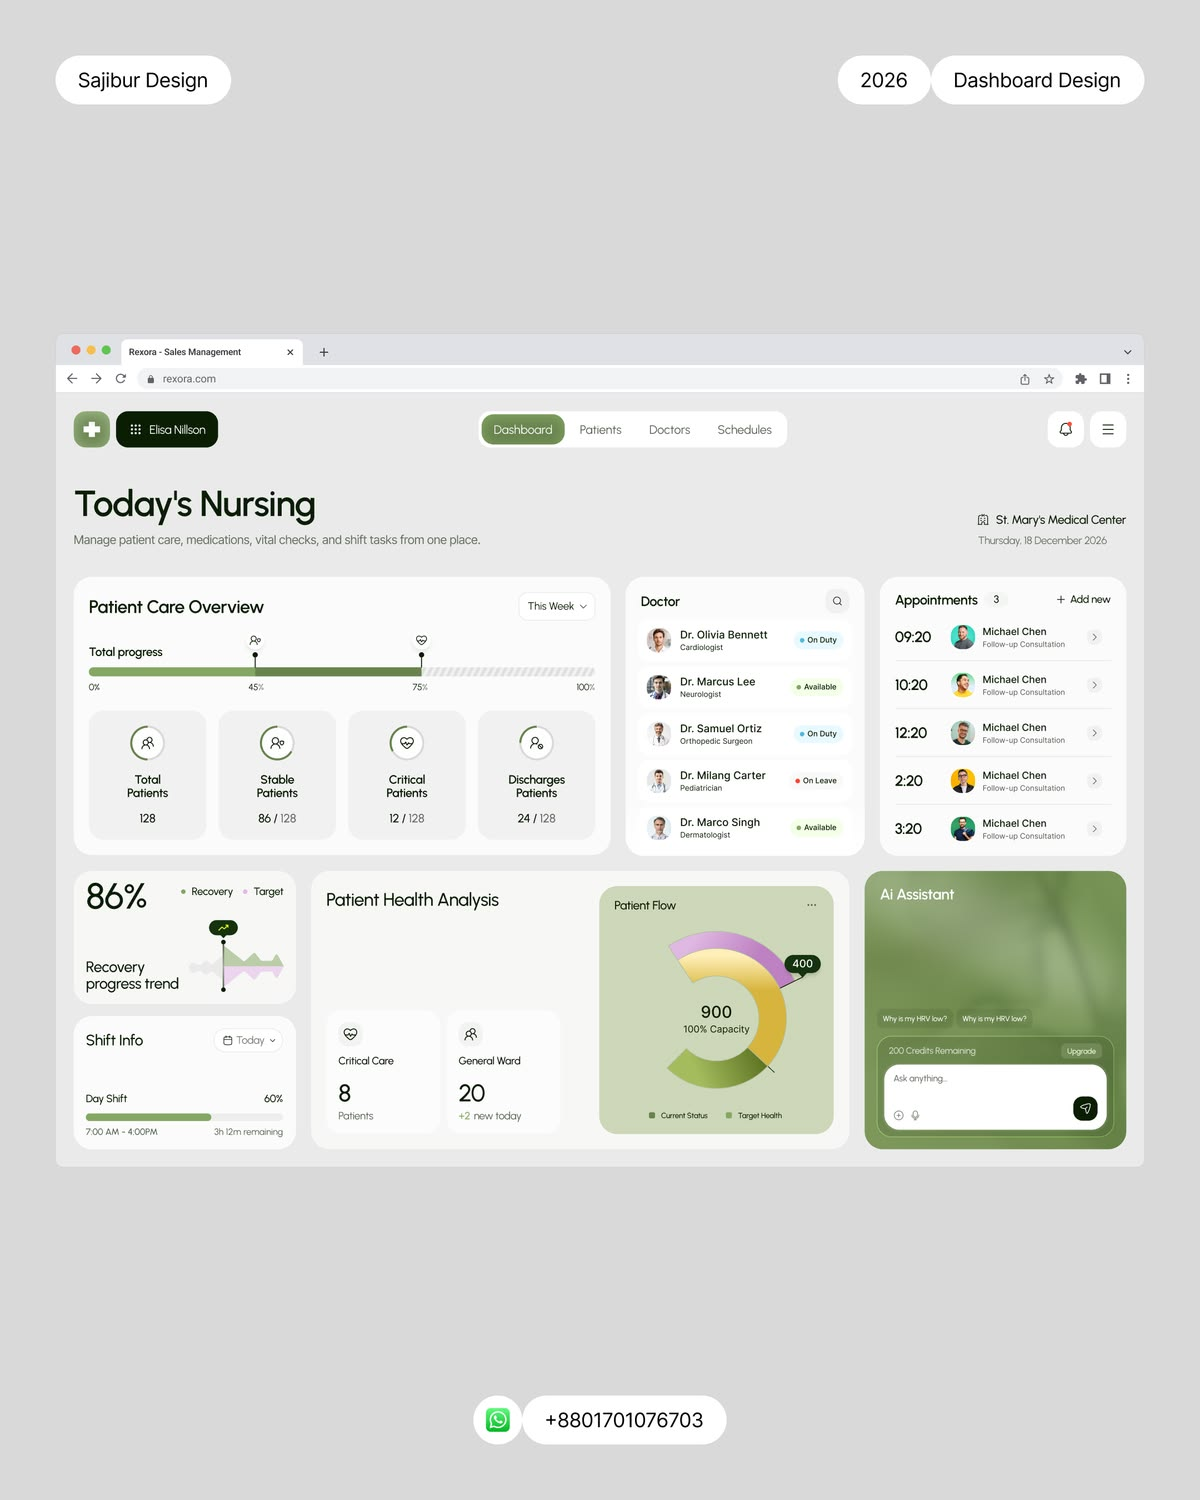 Sajibur Design
2026
Dashboard Design
Rexora - Sales Management
rexora.com
Elisa Nillson
Dashboard
Patients
Doctors
Schedules
Today's Nursing
Manage patient care, medications, vital checks, and shift tasks from one place.
St. Mary's Medical Center
Thursday, 18 December 2026
Patient Care Overview
This Week
Total progress
0%
45%
75%
100%
Total
Patients
128
Stable
Patients
86 / 128
Critical
Patients
12 / 128
Discharges
Patients
24 / 128
Doctor
Dr. Olivia Bennett
Cardiologist
On Duty
Dr. Marcus Lee
Neurologist
Available
Dr. Samuel Ortiz
Orthopedic Surgeon
On Duty
Dr. Milang Carter
Pediatrician
On Leave
Dr. Marco Singh
Dermatologist
Available
Appointments
3
+ Add new
09:20
Michael Chen
Follow-up Consultation
10:20
Michael Chen
Follow-up Consultation
12:20
Michael Chen
Follow-up Consultation
2:20
Michael Chen
Follow-up Consultation
3:20
Michael Chen
Follow-up Consultation
86%
Recovery
Target
Recovery
progress trend
Shift Info
Today
Day Shift
60%
7:00 AM - 4:00PM
3h 12m remaining
Patient Health Analysis
Critical Care
8
Patients
General Ward
20
+2 new today
Patient Flow
400
900
100% Capacity
Current Status
Target Health
Ai Assistant
Why is my HRV low?
Why is my HRV low?
200 Credits Remaining
Upgrade
Ask anything...
+8801701076703